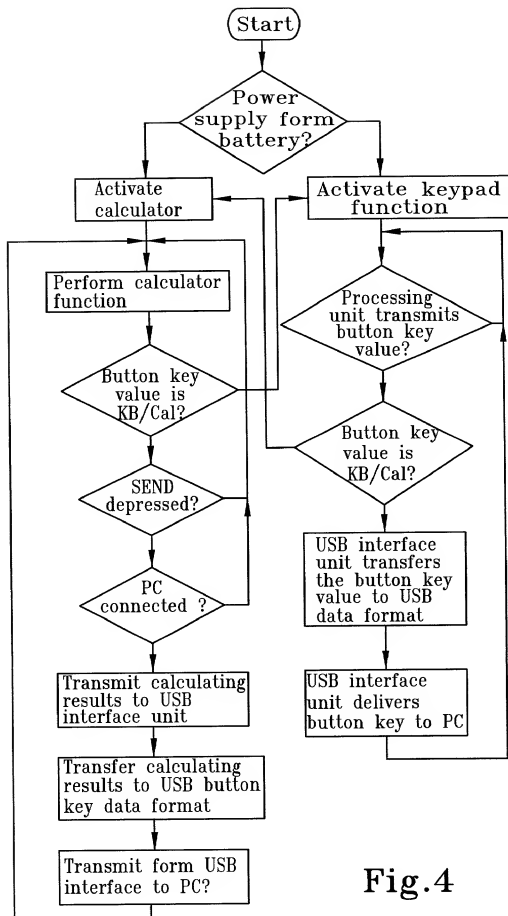 Start
Power
supply form
battery?
Activate
calculator
Activate keypad
function
Perform calculator
function
Processing
unit transmits
button key
value?
Button key
value is
KB/Cal?
Button key
value is
KB/Cal?
SEND
depressed?
USB interface
unit transfers
the button key
value to USB
data format
PC
connected ?
Transmit calculating
results to USB
interface unit
USB interface
unit delivers
button key to PC
Transfer calculating
results to USB button
key data format
Transmit form USB
interface to PC?
Fig.4